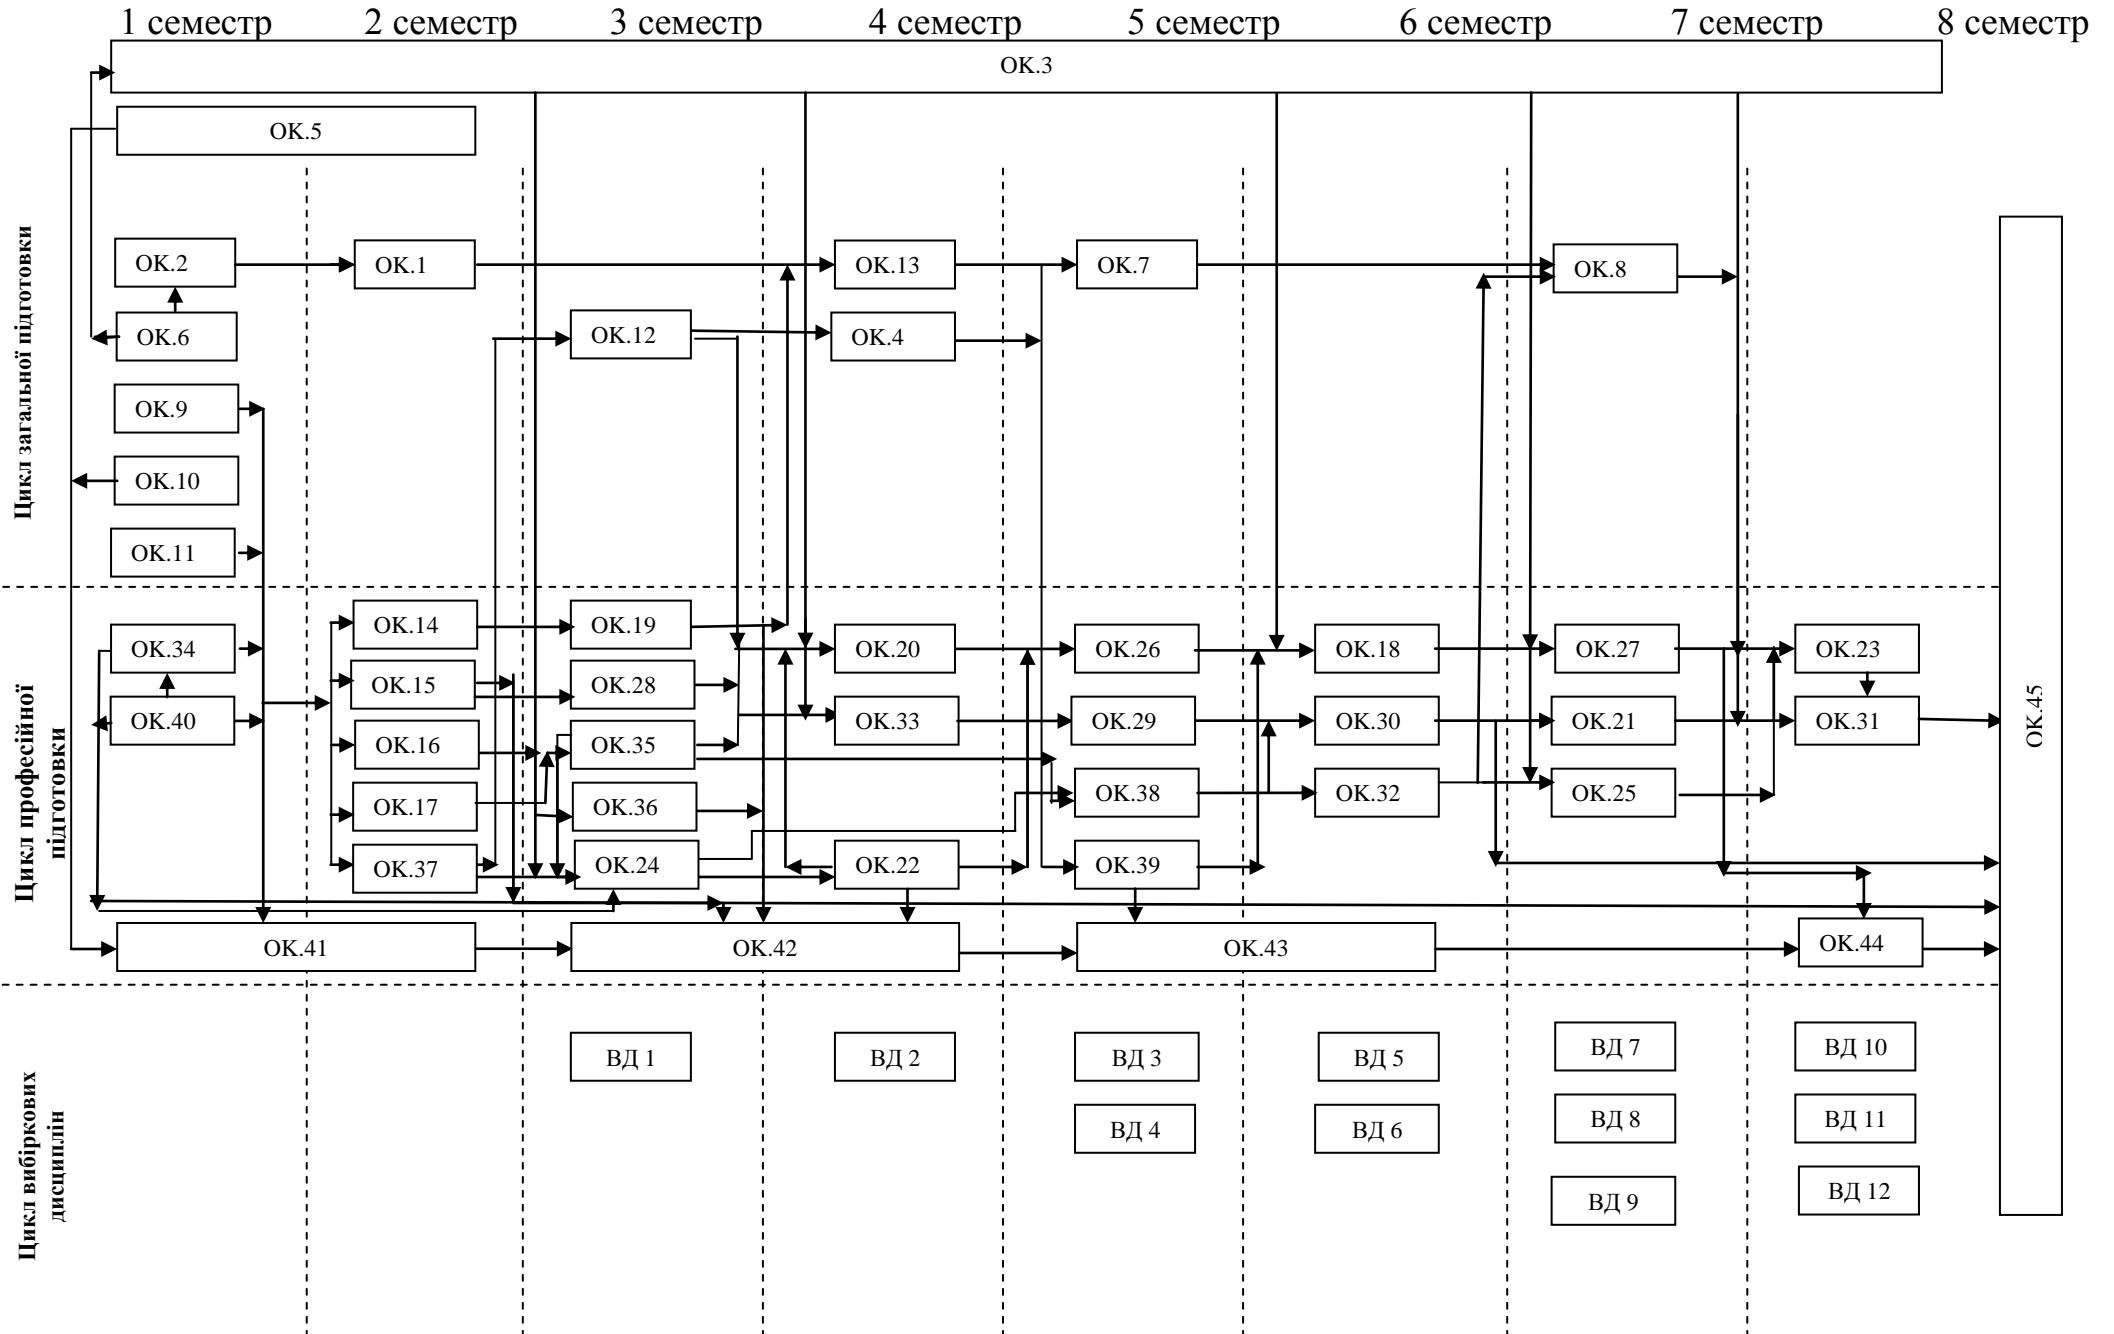 1 семестр 2 семестр 3 семестр 4 семестр 5 семестр 6 семестр 7 семестр 8 семестр
ОК.3
ОК.5
Цикл загальної підготовки
ОК.2 ОК.1 ОК.13 ОК.7 ОК.8
ОК.6 ОК.12 ОК.4
ОК.9
ОК.10
ОК.11
Цикл професійної
підготовки
ОК.14 ОК.19
ОК.34 ОК.20 ОК.26 ОК.18 ОК.27 ОК.23
ОК.15 ОК.28
ОК.40 ОК.33 ОК.29 ОК.30 ОК.21 ОК.31
ОК.16 ОК.35
ОК.17 ОК.36 ОК.38 ОК.32 ОК.25
ОК.37 ОК.24 ОК.22 ОК.39
ОК.41 ОК.42 ОК.43 ОК.44
ОК.45
Цикл вибіркових
дисциплін
ВД 1 ВД 2 ВД 3 ВД 5 ВД 7 ВД 10
ВД 4 ВД 6 ВД 8 ВД 11
ВД 9 ВД 12